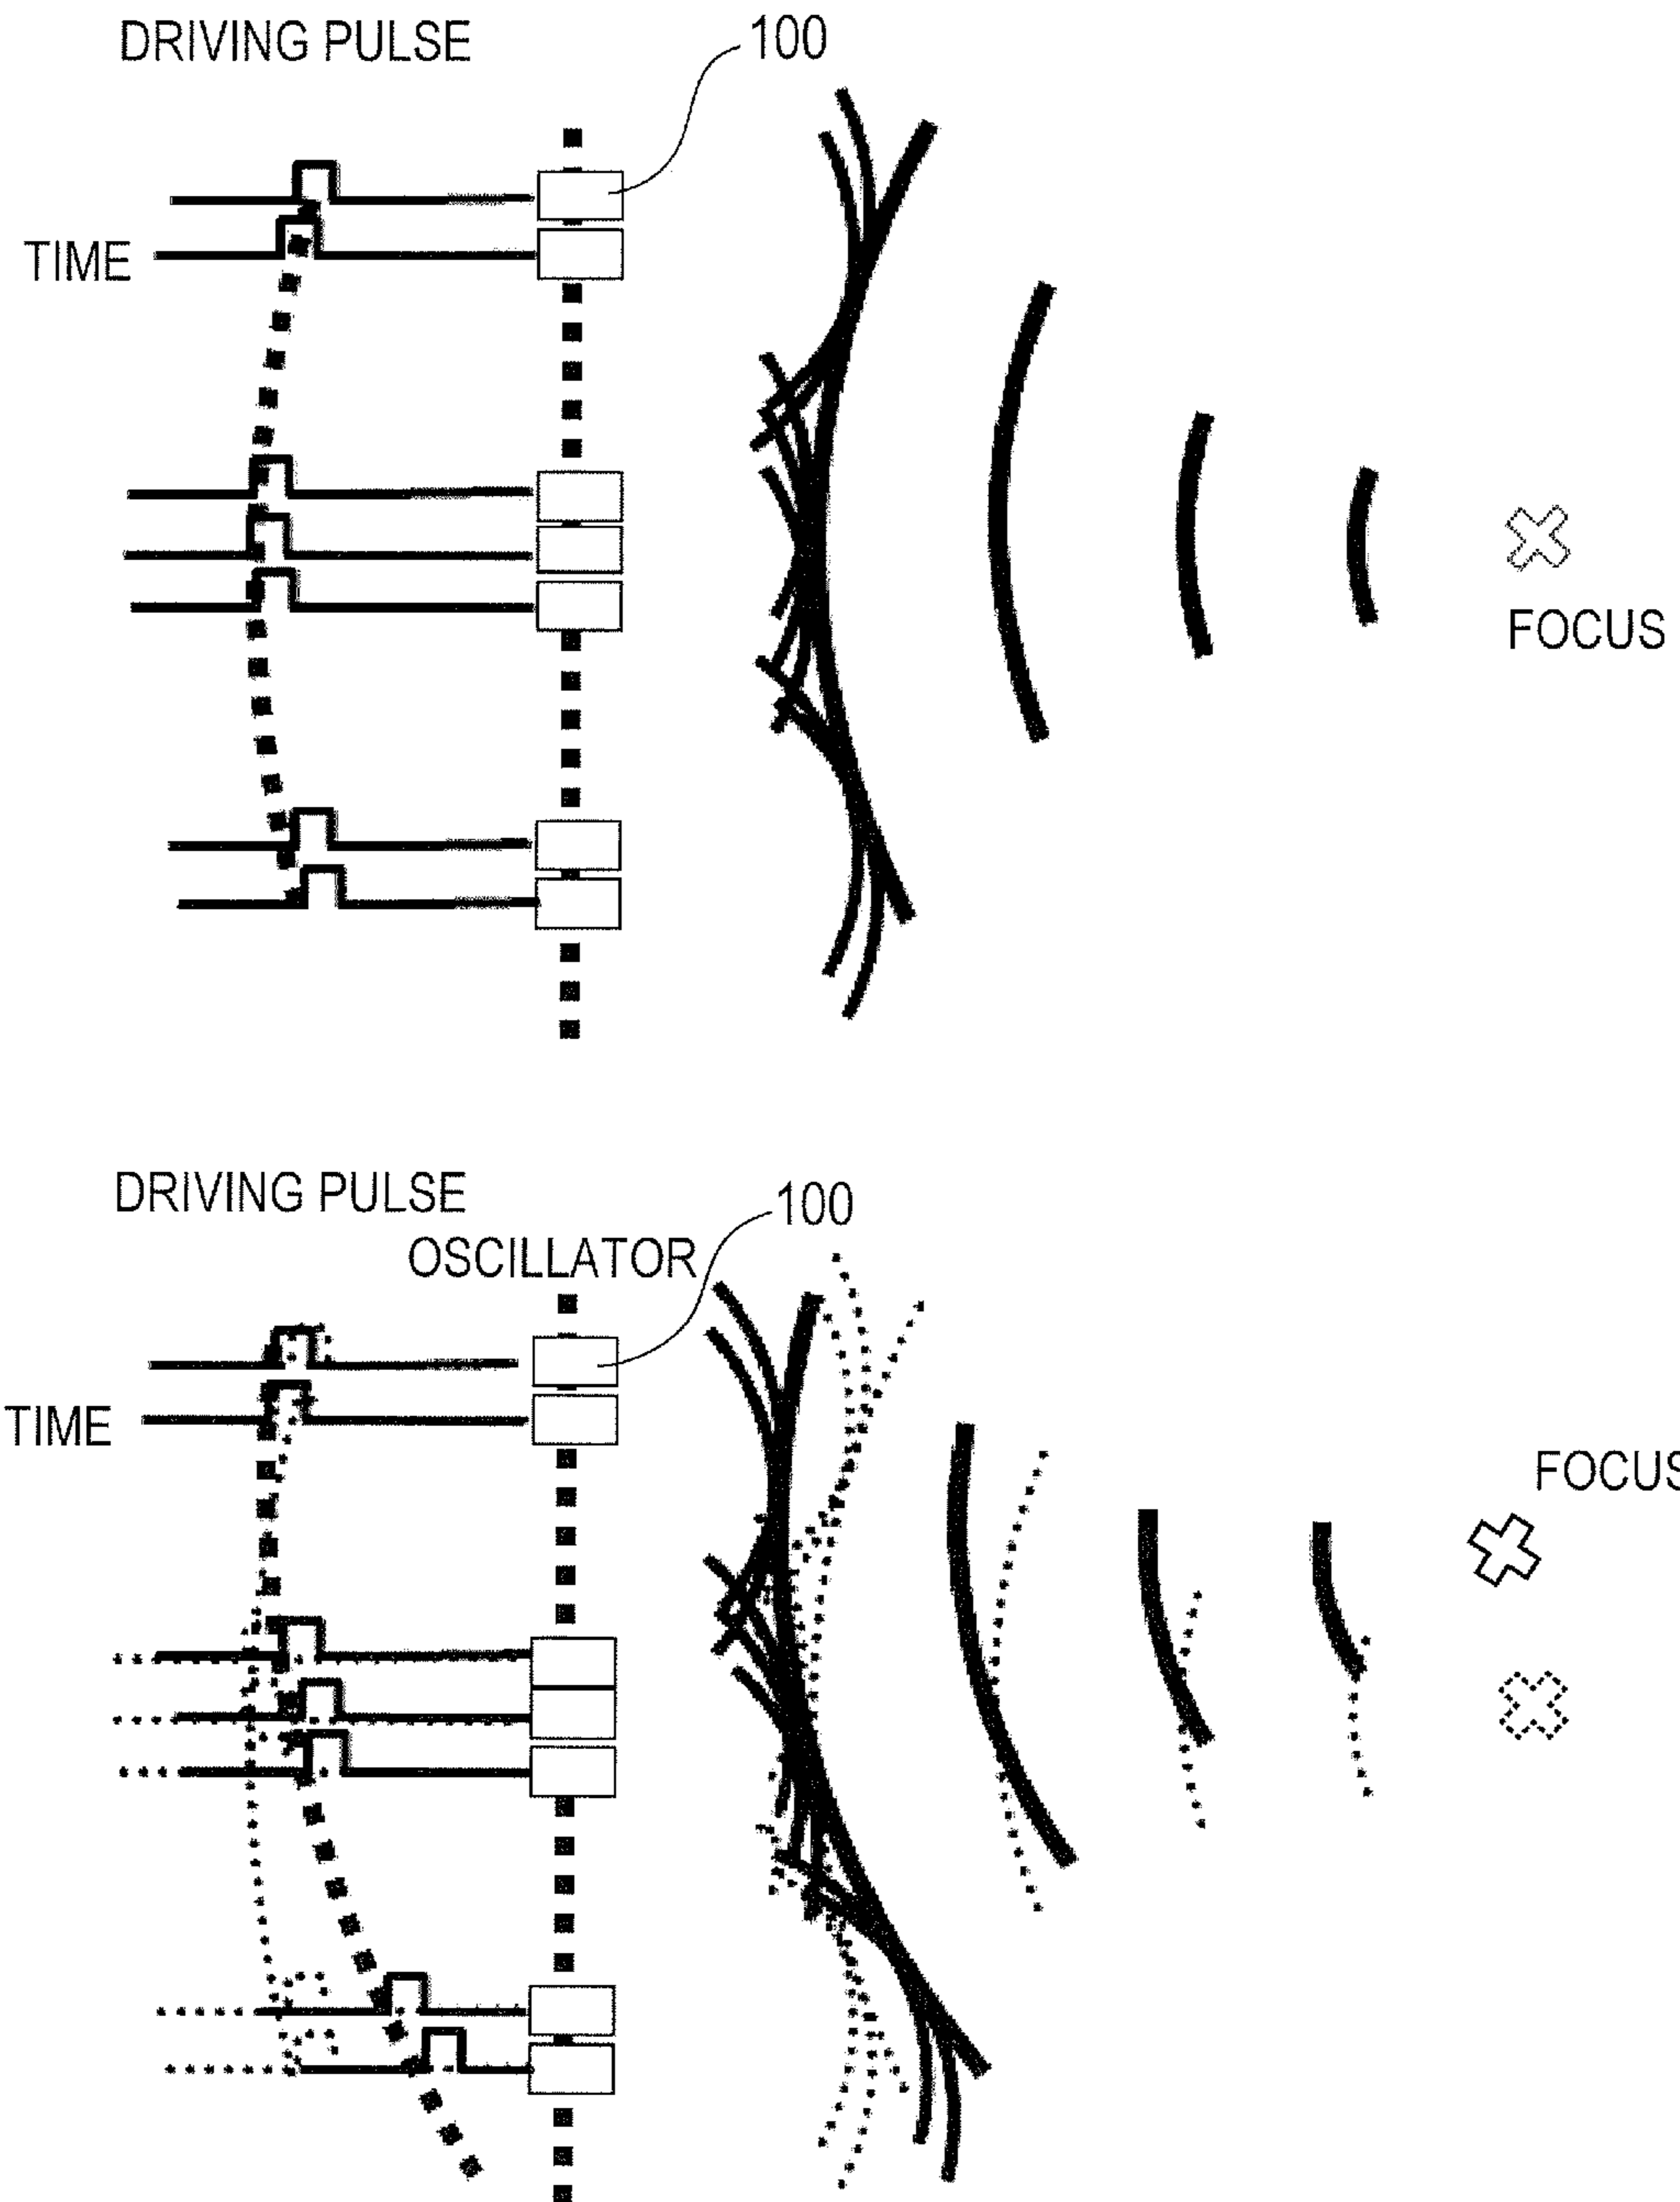 DRIVING PULSE
100
TIME
FOCUS
DRIVING PULSE
100
OSCILLATOR
TIME
FOCUS